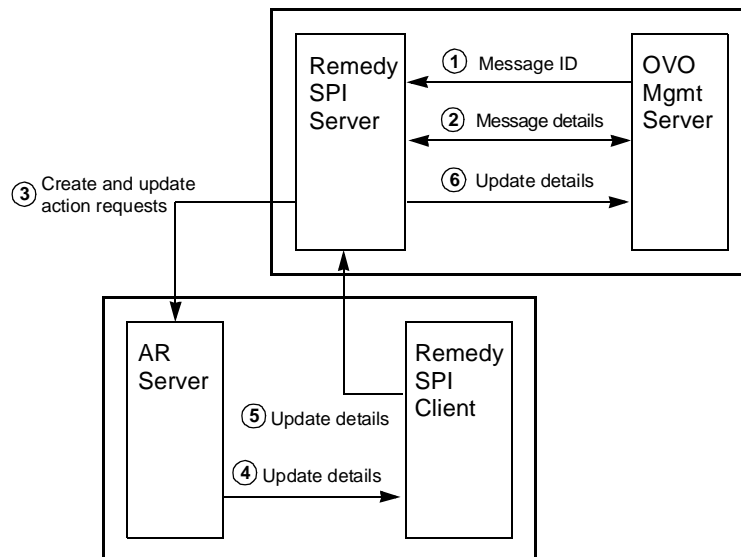 Remedy
SPI
Server
1 Message ID
OVO
Mgmt
Server
2 Message details
6 Update details
3 Create and update
action requests
AR
Server
Remedy
SPI
Client
5 Update details
4 Update details